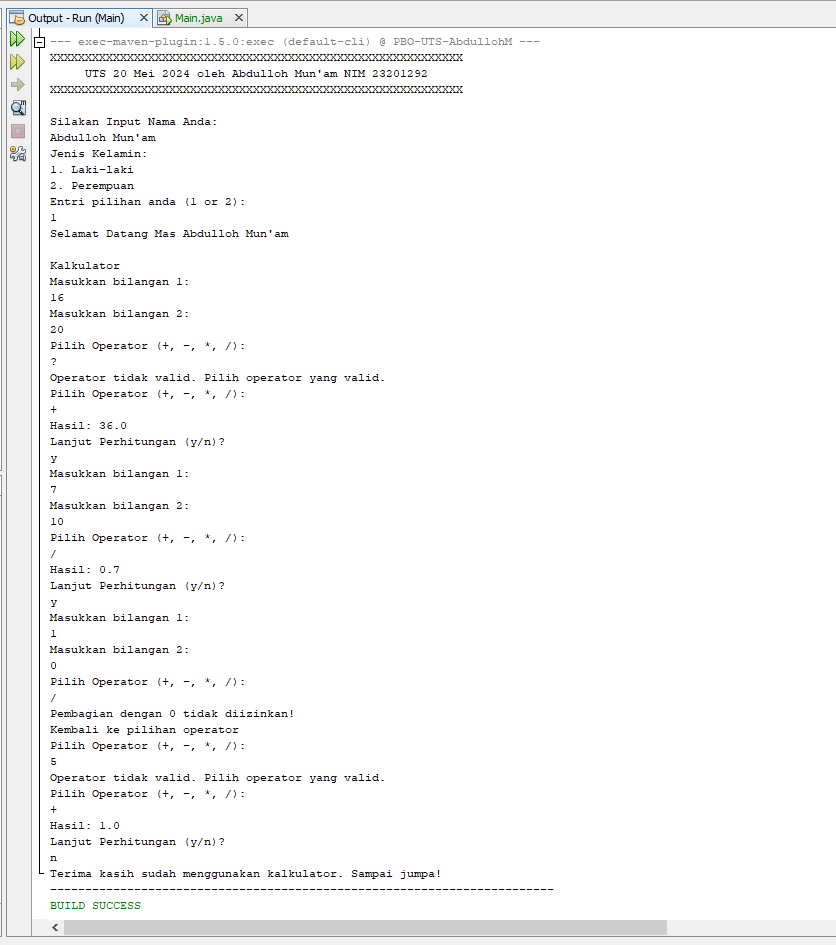 Output - Run (Main)
Main.java
--- exec-maven-plugin:1.5.0:exec (default-cli) @ PBO-UTS-AbdullohM ---
XXXXXXXXXXXXXXXXXXXXXXXXXXXXXXXXXXXXXXXXXXXXXXXXXXXXXXXXXXX
UTS 20 Mei 2024 oleh Abdulloh Mun'am NIM 23201292
XXXXXXXXXXXXXXXXXXXXXXXXXXXXXXXXXXXXXXXXXXXXXXXXXXXXXXXXXXX
Silakan Input Nama Anda:
Abdulloh Mun'am
Jenis Kelamin:
1. Laki-laki
2. Perempuan
Entri pilihan anda (1 or 2):
1
Selamat Datang Mas Abdulloh Mun'am
Kalkulator
Masukkan bilangan 1:
16
Masukkan bilangan 2:
20
Pilih Operator (+, -, *, /):
?
Operator tidak valid. Pilih operator yang valid.
Pilih Operator (+, -, *, /):
+
Hasil: 36.0
Lanjut Perhitungan (y/n)?
y
Masukkan bilangan 1:
7
Masukkan bilangan 2:
10
Pilih Operator (+, -, *, /):
/
Hasil: 0.7
Lanjut Perhitungan (y/n)?
y
Masukkan bilangan 1:
1
Masukkan bilangan 2:
0
Pilih Operator (+, -, *, /):
/
Pembagian dengan 0 tidak diizinkan!
Kembali ke pilihan operator
Pilih Operator (+, -, *, /):
5
Operator tidak valid. Pilih operator yang valid.
Pilih Operator (+, -, *, /):
+
Hasil: 1.0
Lanjut Perhitungan (y/n)?
n
Terima kasih sudah menggunakan kalkulator. Sampai jumpa!
------------------------------------------------------------------------
BUILD SUCCESS